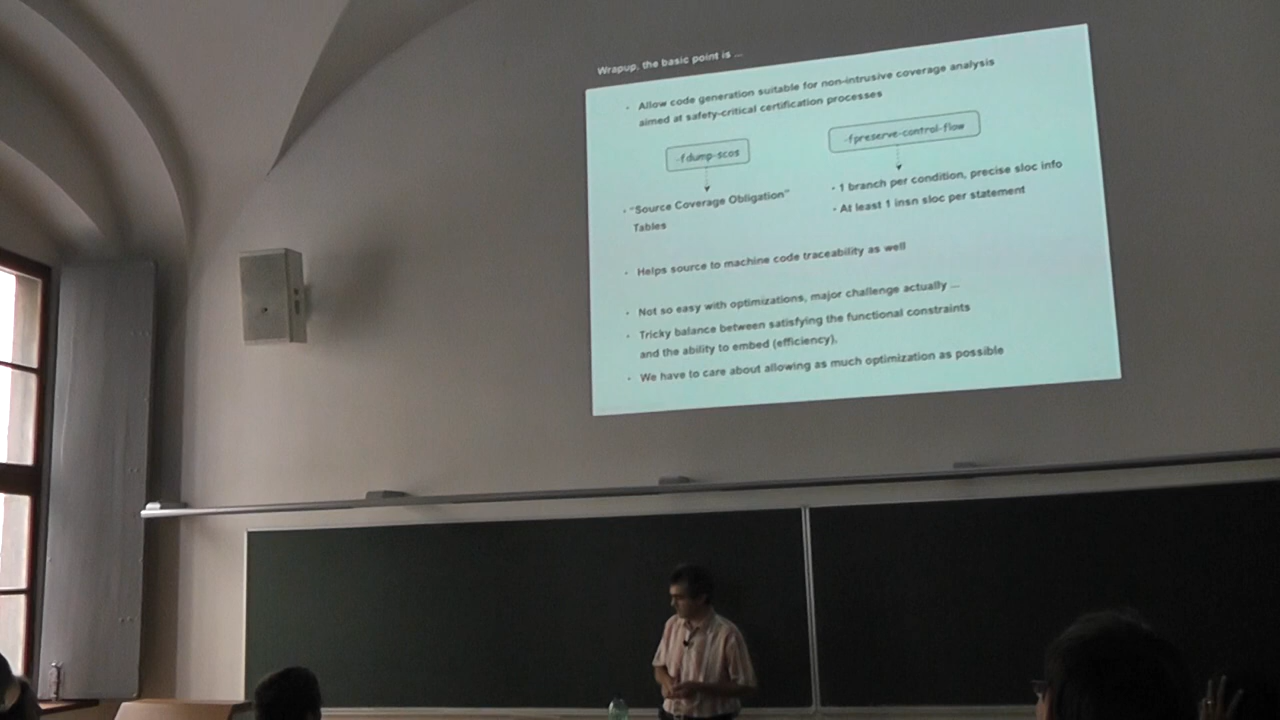 Wrapup, the basic point is ...
· Allow code generation suitable for non-intrusive coverage analysis
aimed at safety-critical certification processes
-fdump-scos
-fpreserve-control-flow
· "Source Coverage Obligation"
Tables
· 1 branch per condition, precise sloc info
· At least 1 insn sloc per statement
· Helps source to machine code traceability as well
· Not so easy with optimizations, major challenge actually ...
· Tricky balance between satisfying the functional constraints
and the ability to embed (efficiency),
· We have to care about allowing as much optimization as possible